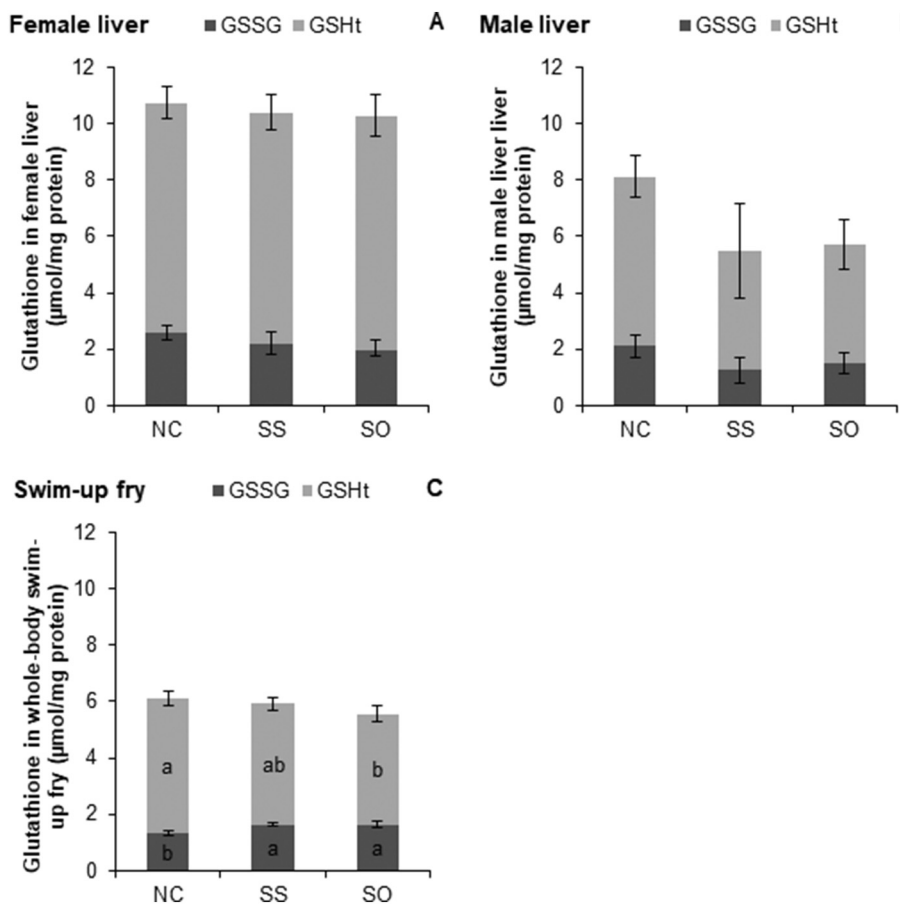 Female liver
GSSG GSHt
A
Glutathione in female liver
(µmol/mg protein)
12
10
8
6
4
2
0
NC SS SO
Male liver
GSSG GSHt
Glutathione in male liver liver
(µmol/mg protein)
12
10
8
6
4
2
0
NC SS SO
Swim-up fry
GSSG GSHt
C
Glutathione in whole-body swim-
up fry (µmol/mg protein)
12
10
8
6
4
2
0
a ab b
b a a
NC SS SO